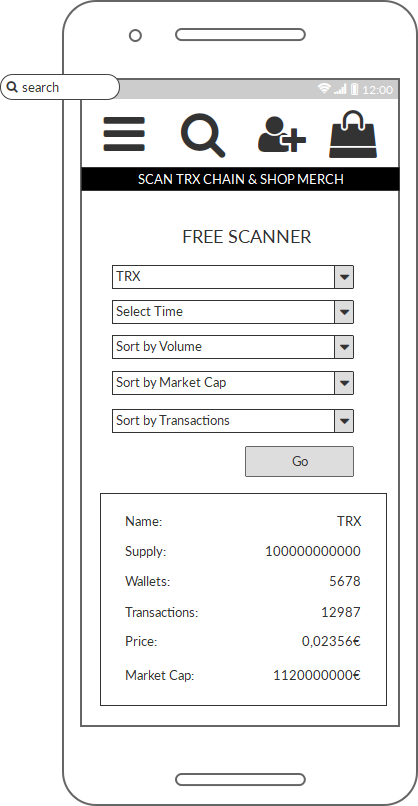 search
12:00
SCAN TRX CHAIN & SHOP MERCH
FREE SCANNER
TRX
Select Time
Sort by Volume
Sort by Market Cap
Sort by Transactions
Go
Name: TRX
Supply: 100000000000
Wallets: 5678
Transactions: 12987
Price: 0,02356€
Market Cap: 1120000000€